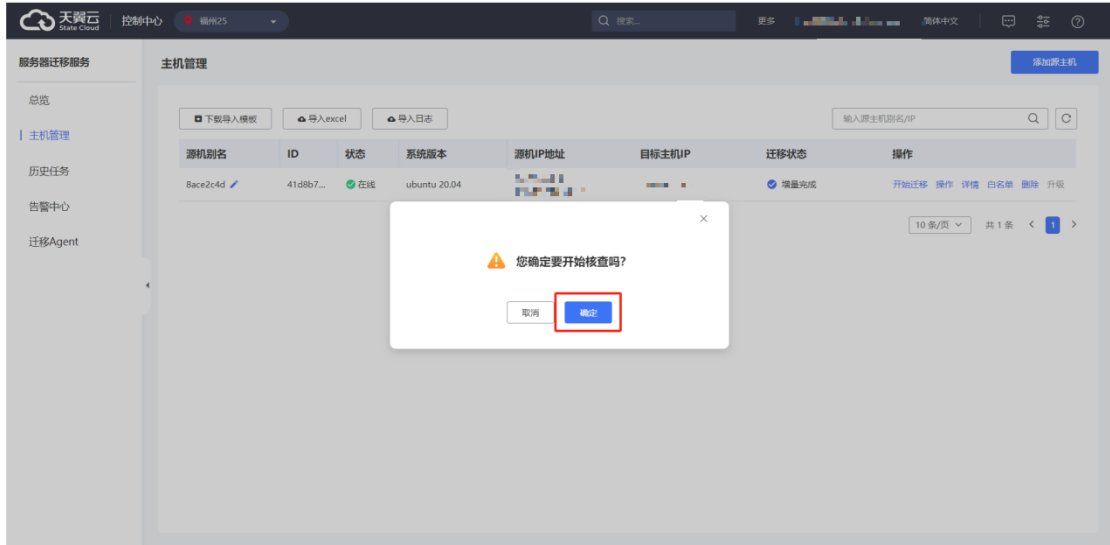 天翼云
State Cloud
控制中心
福州25
搜索...
更多
简体中文
服务器迁移服务
总览
主机管理
历史任务
告警中心
迁移Agent
主机管理
添加源主机
下载导入模板
导入excel
导入日志
输入源主机别名/IP
源机别名 ID 状态 系统版本 源机IP地址 目标主机IP 迁移状态 操作
8ace2c4d 41d8b7... 在线 ubuntu 20.04 增量完成 开始迁移 操作 详情 白名单 删除 升级
10 条/页 共 1 条 1
您确定要开始核查吗?
取消 确定